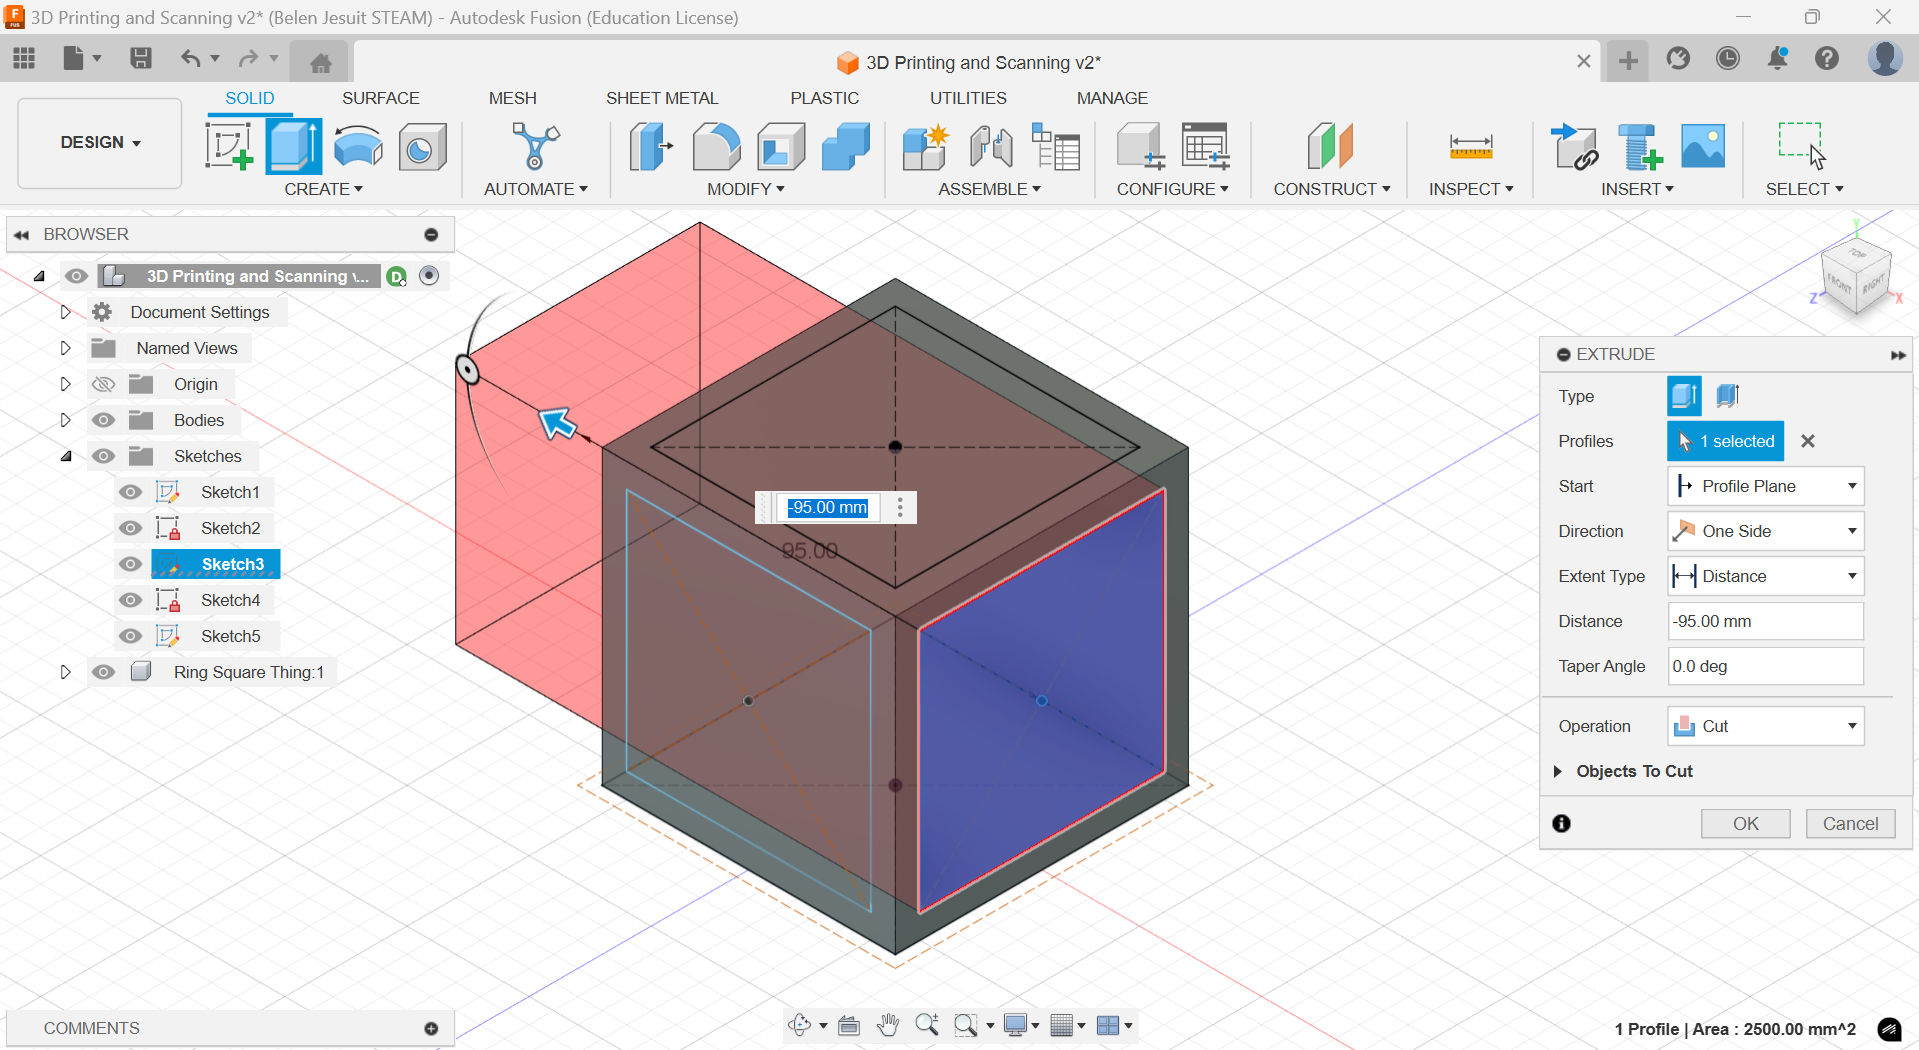 3D Printing and Scanning v2* (Belen Jesuit STEAM) - Autodesk Fusion (Education License)
3D Printing and Scanning v2*
SOLID
SURFACE
MESH
SHEET METAL
PLASTIC
UTILITIES
MANAGE
DESIGN
CREATE
AUTOMATE
MODIFY
ASSEMBLE
CONFIGURE
CONSTRUCT
INSPECT
INSERT
SELECT
BROWSER
3D Printing and Scanning v...
D
Document Settings
Named Views
Origin
Bodies
Sketches
Sketch1
Sketch2
Sketch3
Sketch4
Sketch5
Ring Square Thing:1
-95.00 mm
95.00
Y
TOP
FRONT
RIGHT
Z
X
EXTRUDE
Type
Profiles
1 selected
Start
Profile Plane
Direction
One Side
Extent Type
Distance
Distance
-95.00 mm
Taper Angle
0.0 deg
Operation
Cut
Objects To Cut
OK
Cancel
COMMENTS
1 Profile | Area : 2500.00 mm^2